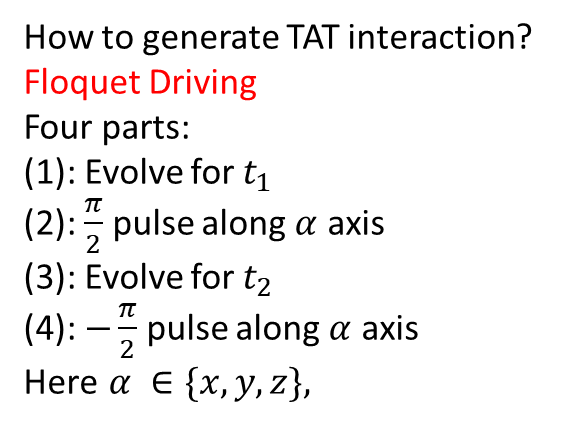 How to generate TAT interaction?
Floquet Driving
Four parts:
(1): Evolve for t₁
(2): π/2 pulse along α axis
(3): Evolve for t₂
(4): −π/2 pulse along α axis
Here α ∈ {x, y, z},